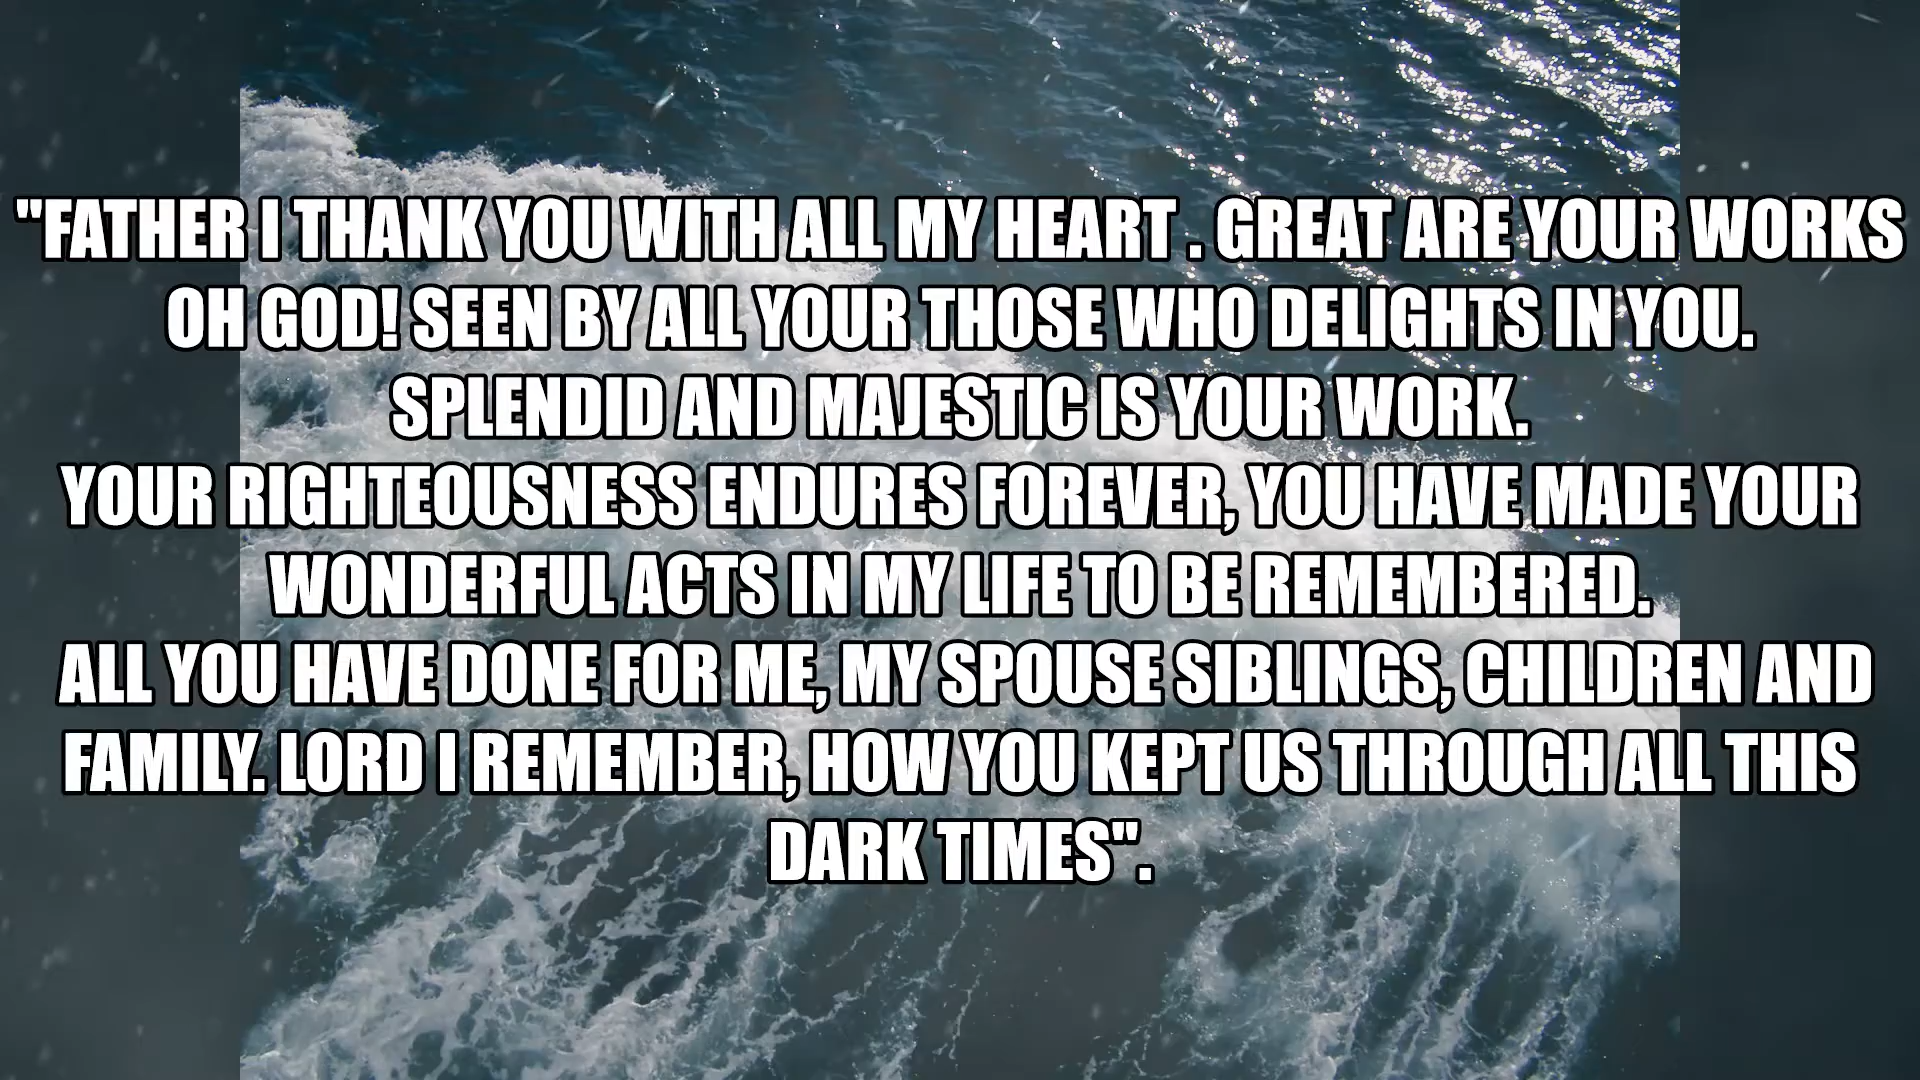 "FATHER I THANK YOU WITH ALL MY HEART . GREAT ARE YOUR WORKS
OH GOD! SEEN BY ALL YOUR THOSE WHO DELIGHTS IN YOU.
SPLENDID AND MAJESTIC IS YOUR WORK.
YOUR RIGHTEOUSNESS ENDURES FOREVER, YOU HAVE MADE YOUR
WONDERFUL ACTS IN MY LIFE TO BE REMEMBERED.
ALL YOU HAVE DONE FOR ME, MY SPOUSE SIBLINGS, CHILDREN AND
FAMILY. LORD I REMEMBER, HOW YOU KEPT US THROUGH ALL THIS
DARK TIMES".